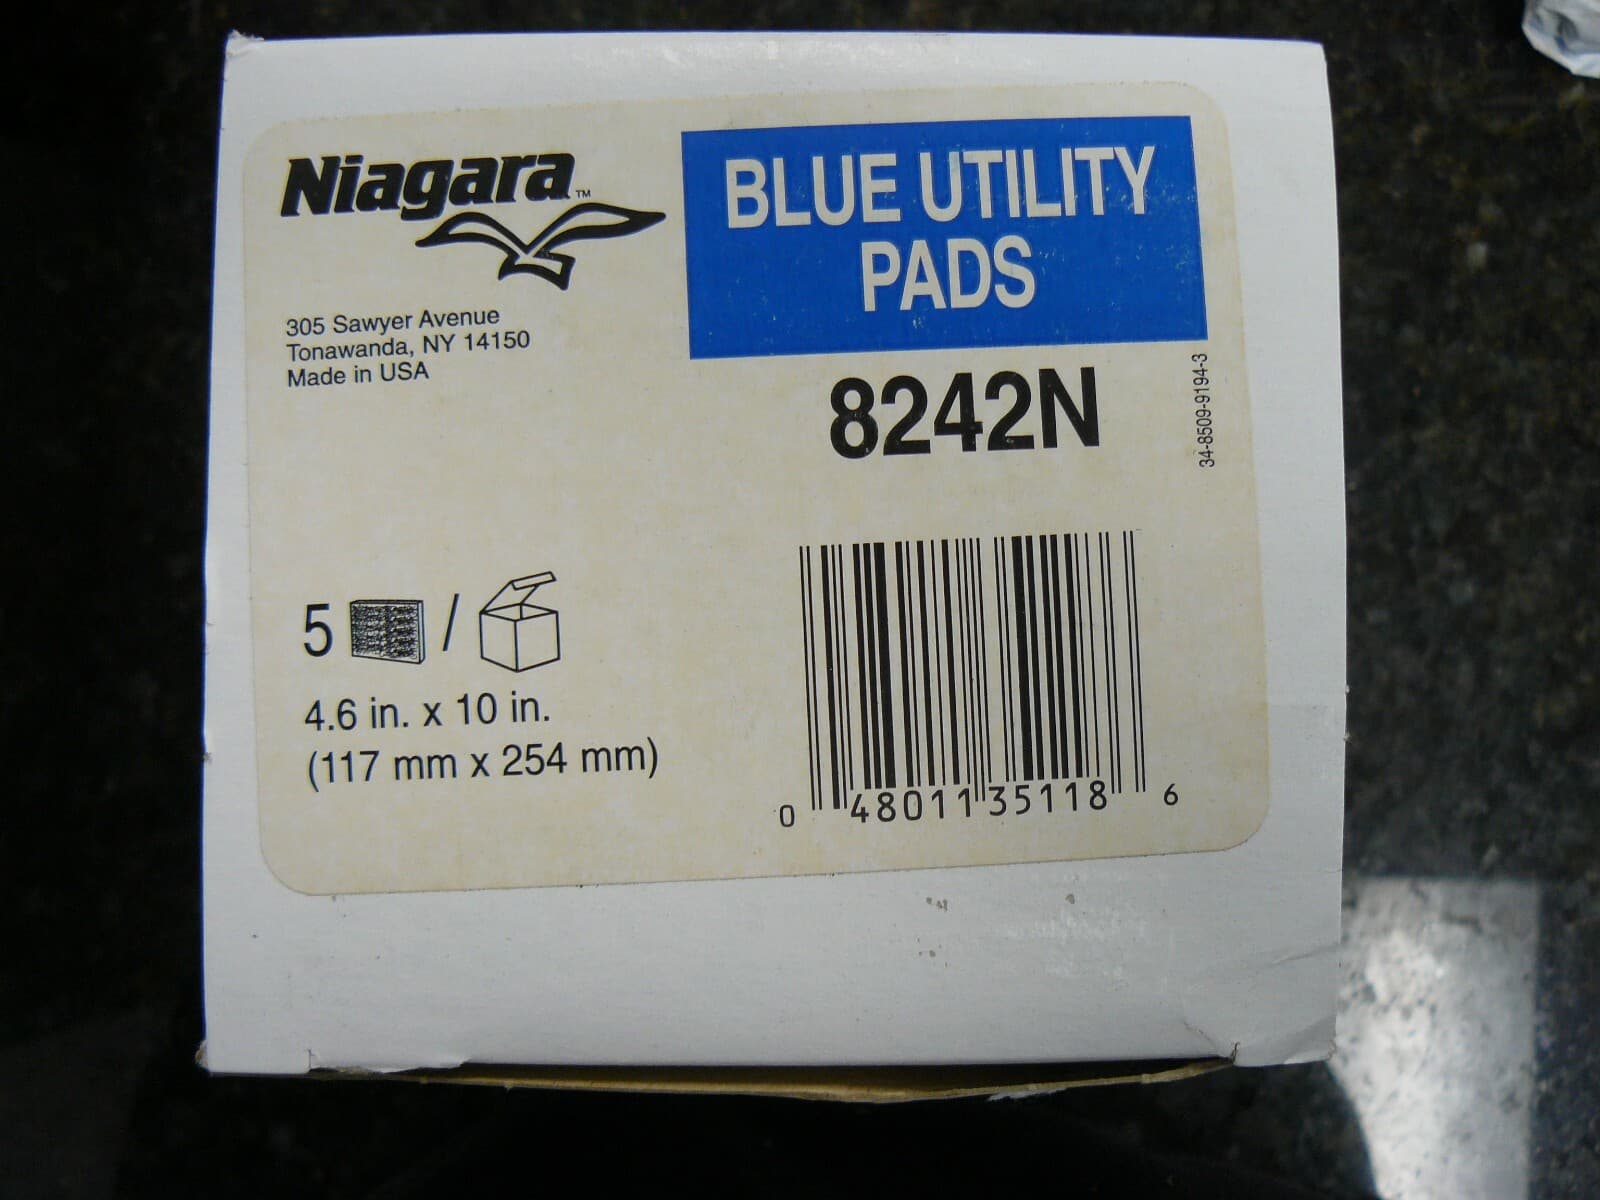 Niagara™
305 Sawyer Avenue
Tonawanda, NY 14150
Made in USA
BLUE UTILITY
PADS
8242N
34-8509-9194-3
5 /
4.6 in. x 10 in.
(117 mm x 254 mm)
0 48011 35118 6